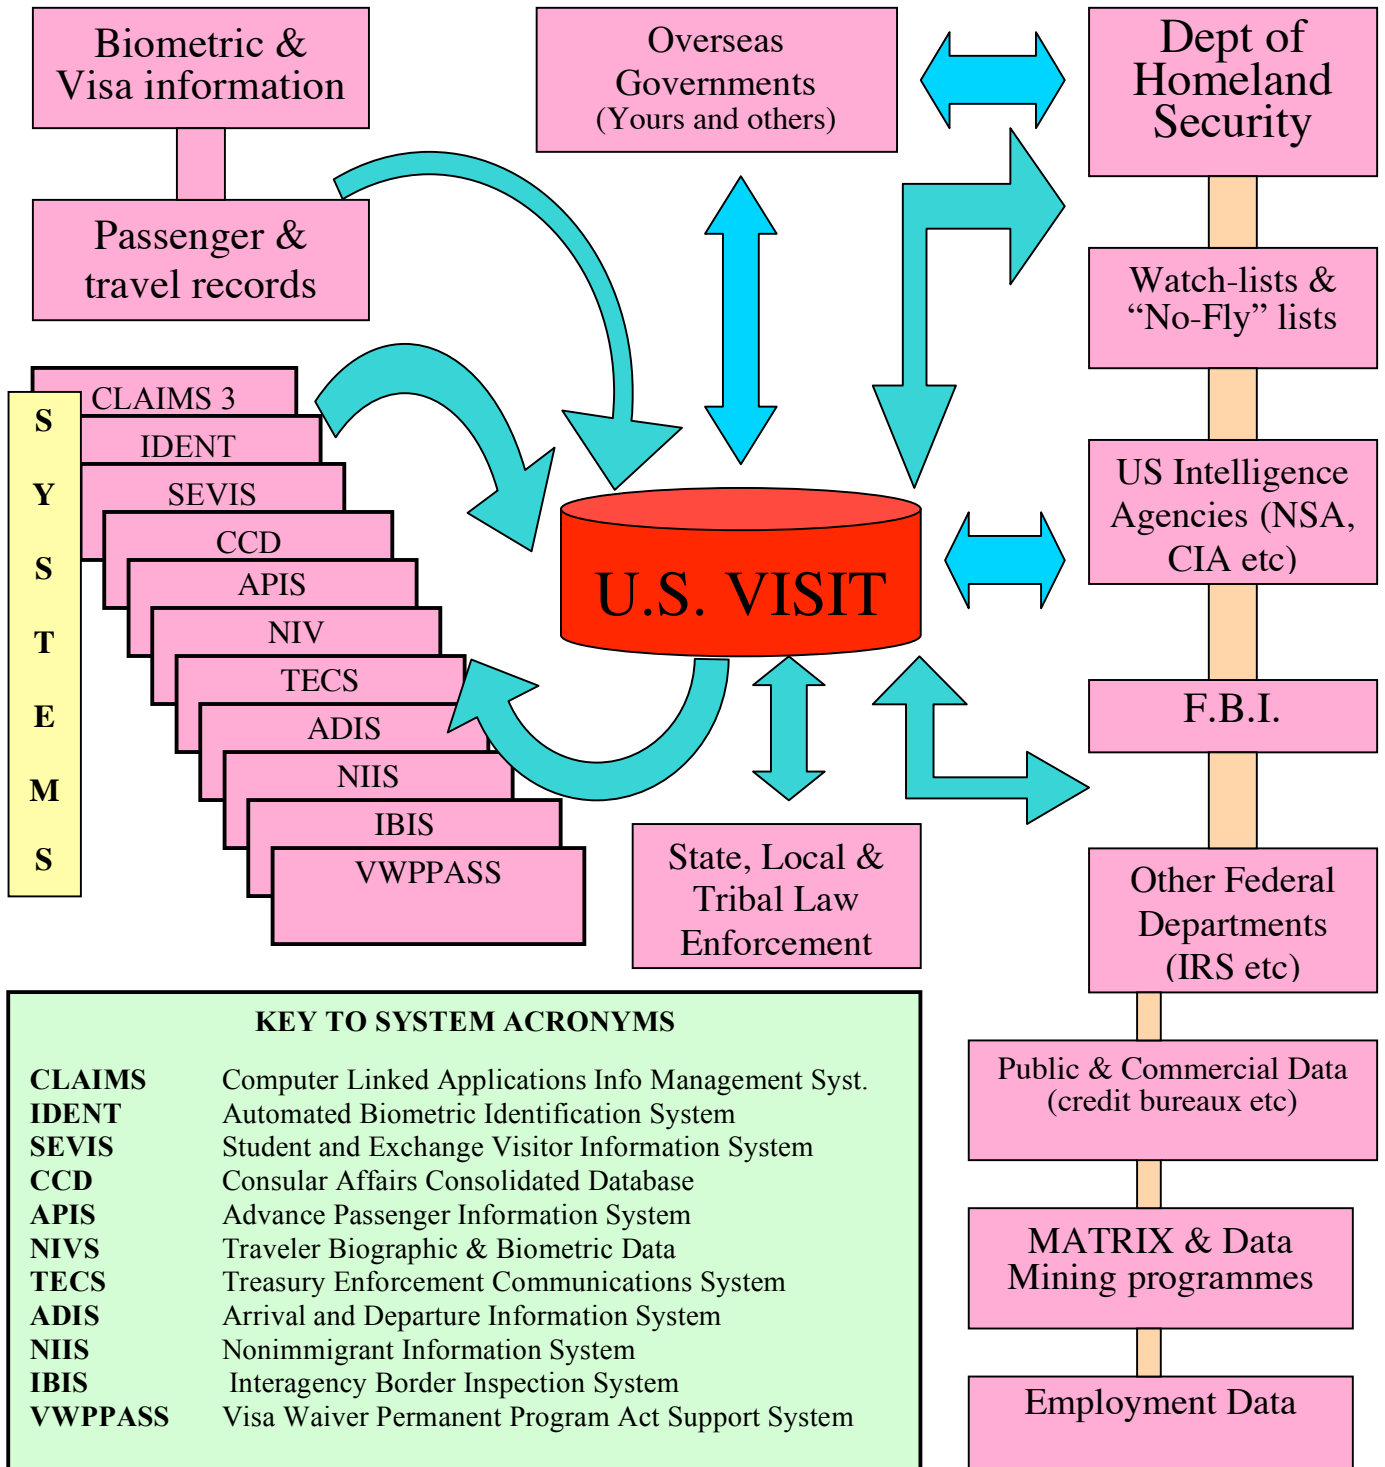 Biometric &
Visa information
Passenger &
travel records
Overseas
Governments
(Yours and others)
Dept of
Homeland
Security
Watch-lists &
“No-Fly” lists
US Intelligence
Agencies (NSA,
CIA etc)
F.B.I.
Other Federal
Departments
(IRS etc)
Public & Commercial Data
(credit bureaux etc)
MATRIX & Data
Mining programmes
Employment Data
S
Y
S
T
E
M
S
CLAIMS 3
IDENT
SEVIS
CCD
APIS
NIV
TECS
ADIS
NIIS
IBIS
VWPPASS
U.S. VISIT
State, Local &
Tribal Law
Enforcement
KEY TO SYSTEM ACRONYMS
CLAIMS Computer Linked Applications Info Management Syst.
IDENT Automated Biometric Identification System
SEVIS Student and Exchange Visitor Information System
CCD Consular Affairs Consolidated Database
APIS Advance Passenger Information System
NIVS Traveler Biographic & Biometric Data
TECS Treasury Enforcement Communications System
ADIS Arrival and Departure Information System
NIIS Nonimmigrant Information System
IBIS Interagency Border Inspection System
VWPPASS Visa Waiver Permanent Program Act Support System